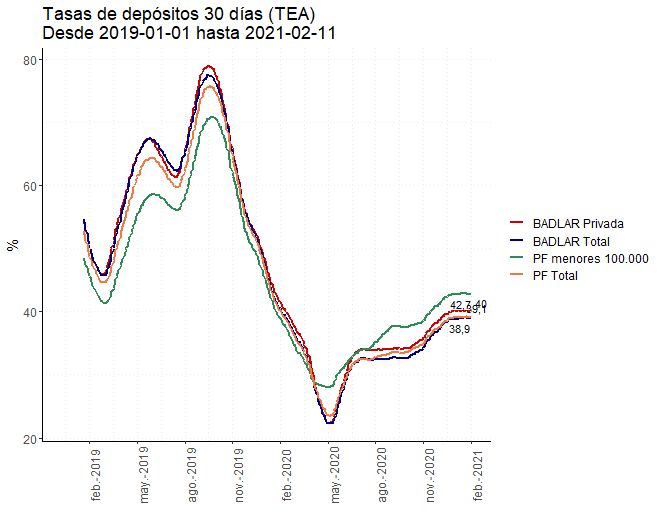 Tasas de depósitos 30 días (TEA)
Desde 2019-01-01 hasta 2021-02-11
80
60
40
20
%
42,7
40
39,1
38,9
feb.-2019
may.-2019
ago.-2019
nov.-2019
feb.-2020
may.-2020
ago.-2020
nov.-2020
feb.-2021
BADLAR Privada
BADLAR Total
PF menores 100.000
PF Total